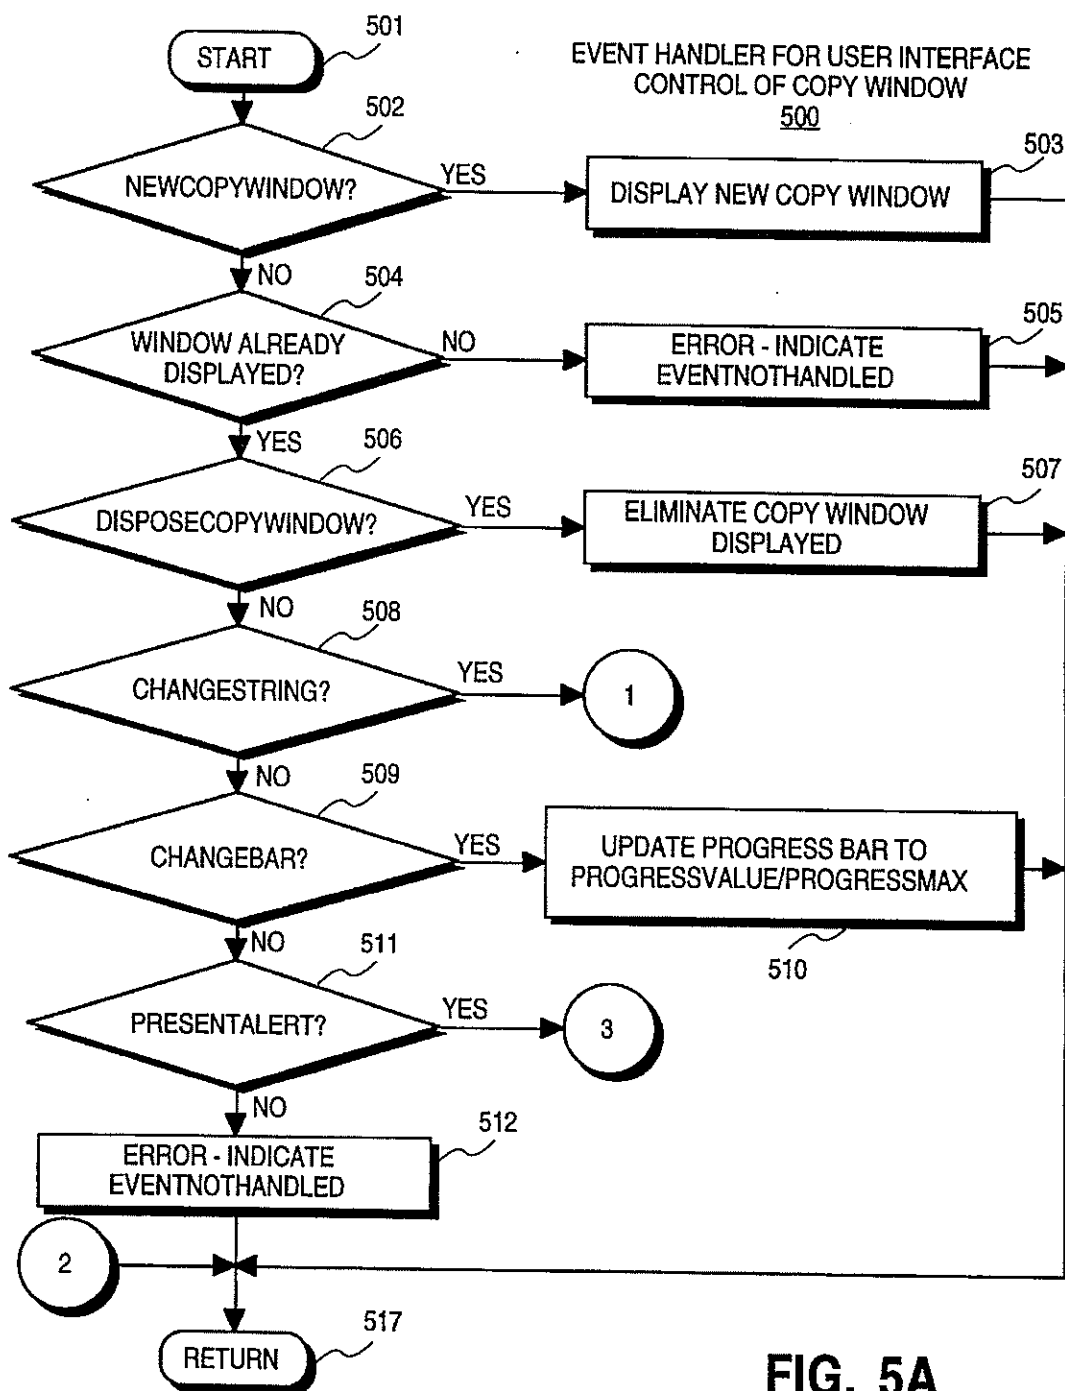 START
501
EVENT HANDLER FOR USER INTERFACE
CONTROL OF COPY WINDOW
500
502
NEWCOPYWINDOW?
YES
503
DISPLAY NEW COPY WINDOW
NO
504
WINDOW ALREADY
DISPLAYED?
NO
505
ERROR - INDICATE
EVENTNOTHANDLED
YES
506
DISPOSECOPYWINDOW?
YES
507
ELIMINATE COPY WINDOW
DISPLAYED
NO
508
CHANGESTRING?
YES
1
NO
509
CHANGEBAR?
YES
UPDATE PROGRESS BAR TO
PROGRESSVALUE/PROGRESSMAX
510
NO
511
PRESENTALERT?
YES
3
NO
512
ERROR - INDICATE
EVENTNOTHANDLED
2
517
RETURN
FIG. 5A